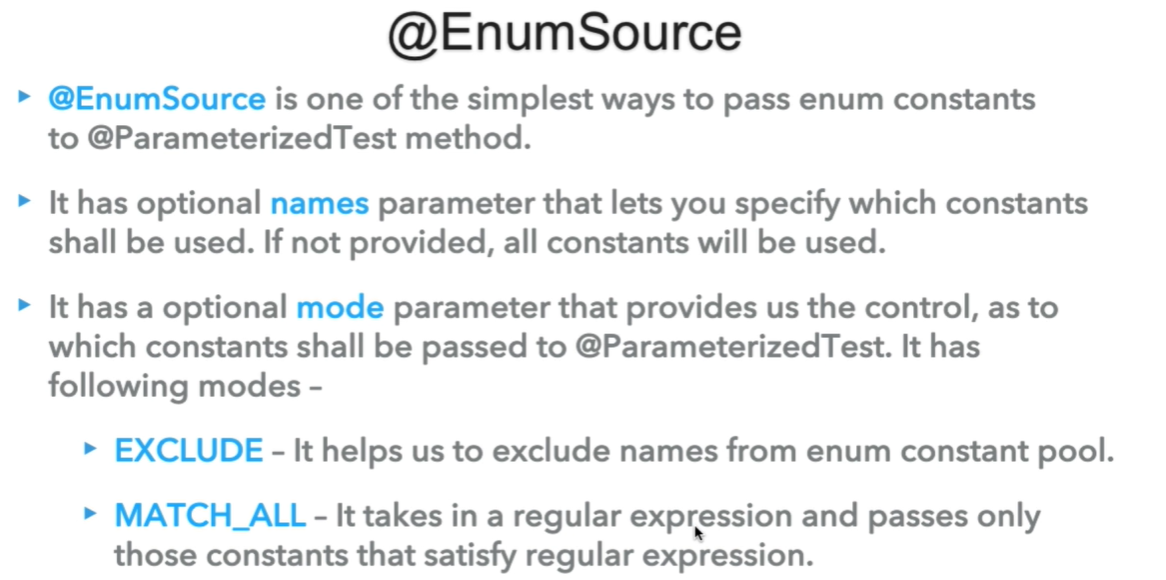 @EnumSource
@EnumSource is one of the simplest ways to pass enum constants
to @ParameterizedTest method.
It has optional names parameter that lets you specify which constants
shall be used. If not provided, all constants will be used.
It has a optional mode parameter that provides us the control, as to
which constants shall be passed to @ParameterizedTest. It has
following modes –
EXCLUDE – It helps us to exclude names from enum constant pool.
MATCH_ALL – It takes in a regular expression and passes only
those constants that satisfy regular expression.